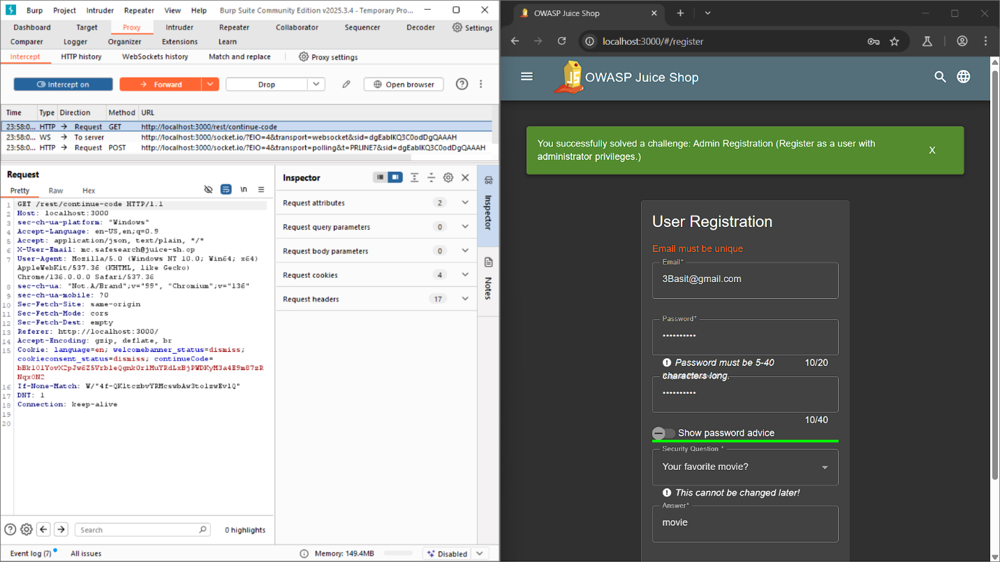 Burp Project Intruder Repeater View Help Burp Suite Community Edition v2025.3.4 - Temporary Pro...
Dashboard Target Proxy Intruder Repeater Collaborator Sequencer Decoder Settings
Comparer Logger Organizer Extensions Learn
Intercept HTTP history WebSockets history Match and replace Proxy settings
Intercept on Forward Drop Open browser
Time Type Direction Method URL
23:58:0... HTTP Request GET http://localhost:3000/rest/continue-code
23:58:0... WS To server http://localhost:3000/socket.io/?EIO=4&transport=websocket&sid=dgEabIKQ3C0odDgQAAAH
23:58:0... HTTP Request POST http://localhost:3000/socket.io/?EIO=4&transport=polling&t=PRLINE7&sid=dgEabIKQ3C0odDgQAAAH
Request
Pretty Raw Hex \n
1 GET /rest/continue-code HTTP/1.1
2 Host: localhost:3000
3 sec-ch-ua-platform: "Windows"
4 Accept-Language: en-US,en;q=0.9
5 Accept: application/json, text/plain, */*
6 X-User-Email: mc.safesearch@juice-sh.op
7 User-Agent: Mozilla/5.0 (Windows NT 10.0; Win64; x64)
AppleWebKit/537.36 (KHTML, like Gecko)
Chrome/136.0.0.0 Safari/537.36
8 sec-ch-ua: "Not.A/Brand";v="99", "Chromium";v="136"
9 sec-ch-ua-mobile: ?0
10 Sec-Fetch-Site: same-origin
11 Sec-Fetch-Mode: cors
12 Sec-Fetch-Dest: empty
13 Referer: http://localhost:3000/
14 Accept-Encoding: gzip, deflate, br
15 Cookie: language=en; welcomebanner_status=dismiss;
cookieconsent_status=dismiss; continueCode=
16 If-None-Match:
17 DNT: 1
18 Connection: keep-alive
19
20
Search 0 highlights
Inspector
Request attributes 2
Request query parameters 0
Request body parameters 0
Request cookies 4
Request headers 17
Inspector
Notes
Event log (7) All issues Memory: 149.4MB Disabled
OWASP Juice Shop
localhost:3000/#/register
JS OWASP Juice Shop
You successfully solved a challenge: Admin Registration (Register as a user with
administrator privileges.)
X
User Registration
Email must be unique
Email*
3Basit@gmail.com
Password*
••••••••••
Password must be 5-40 10/20
characters long.
••••••••••
10/40
Show password advice
Security Question *
Your favorite movie?
This cannot be changed later!
Answer*
movie